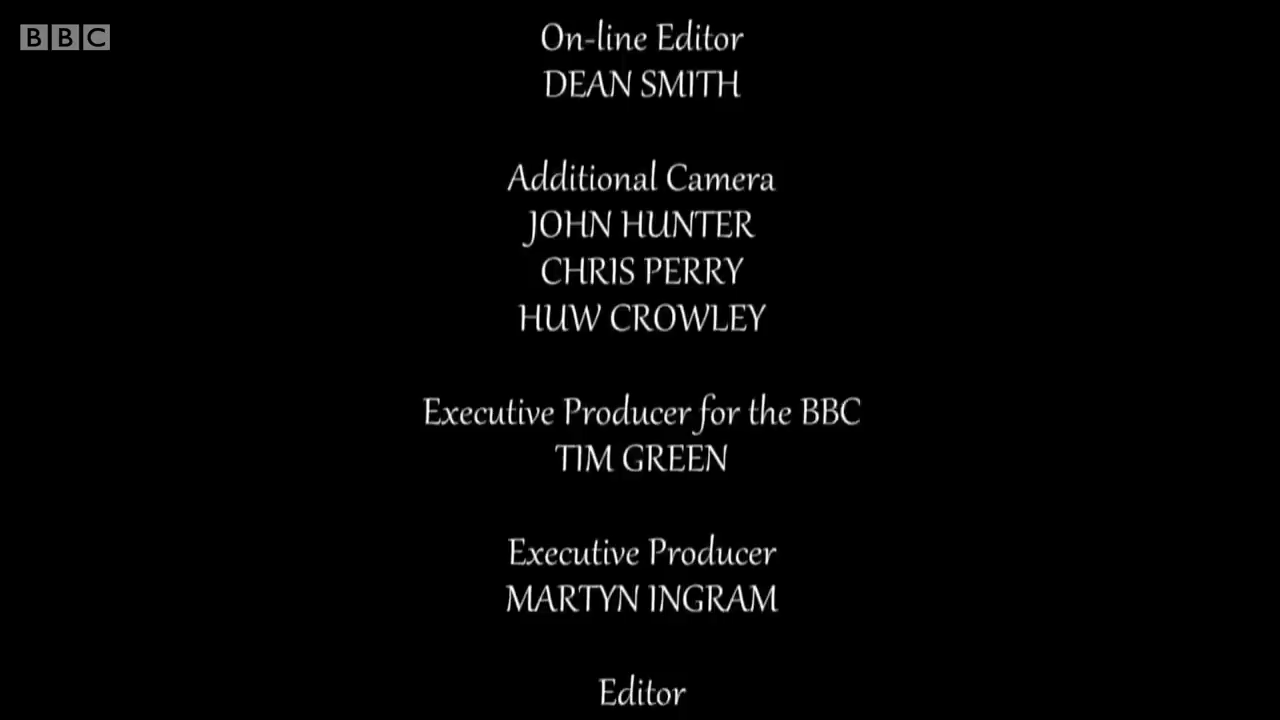 BBC
On-line Editor
DEAN SMITH
Additional Camera
JOHN HUNTER
CHRIS PERRY
HUW CROWLEY
Executive Producer for the BBC
TIM GREEN
Executive Producer
MARTYN INGRAM
Editor